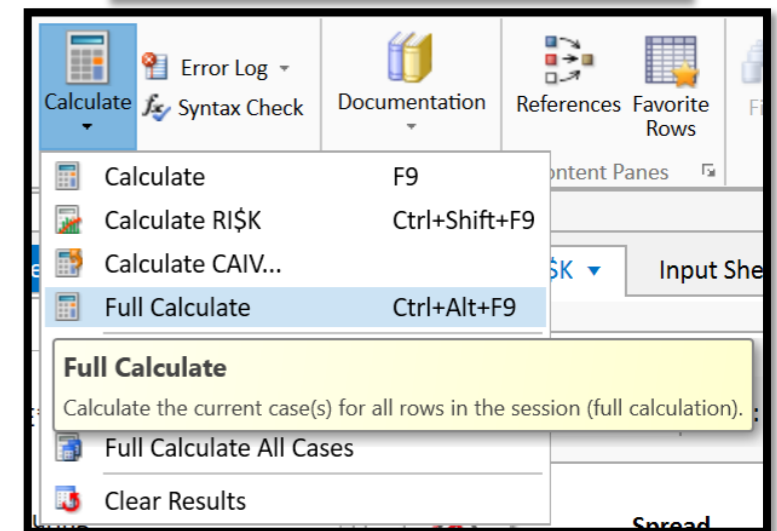 Error Log
Calculate
Syntax Check
Documentation
References
Favorite
Rows
Calculate F9
ontent Panes
Calculate RI$K Ctrl+Shift+F9
Calculate CAIV...
$K
Input She
Full Calculate Ctrl+Alt+F9
Full Calculate
Calculate the current case(s) for all rows in the session (full calculation).
Full Calculate All Cases
Clear Results
Spread